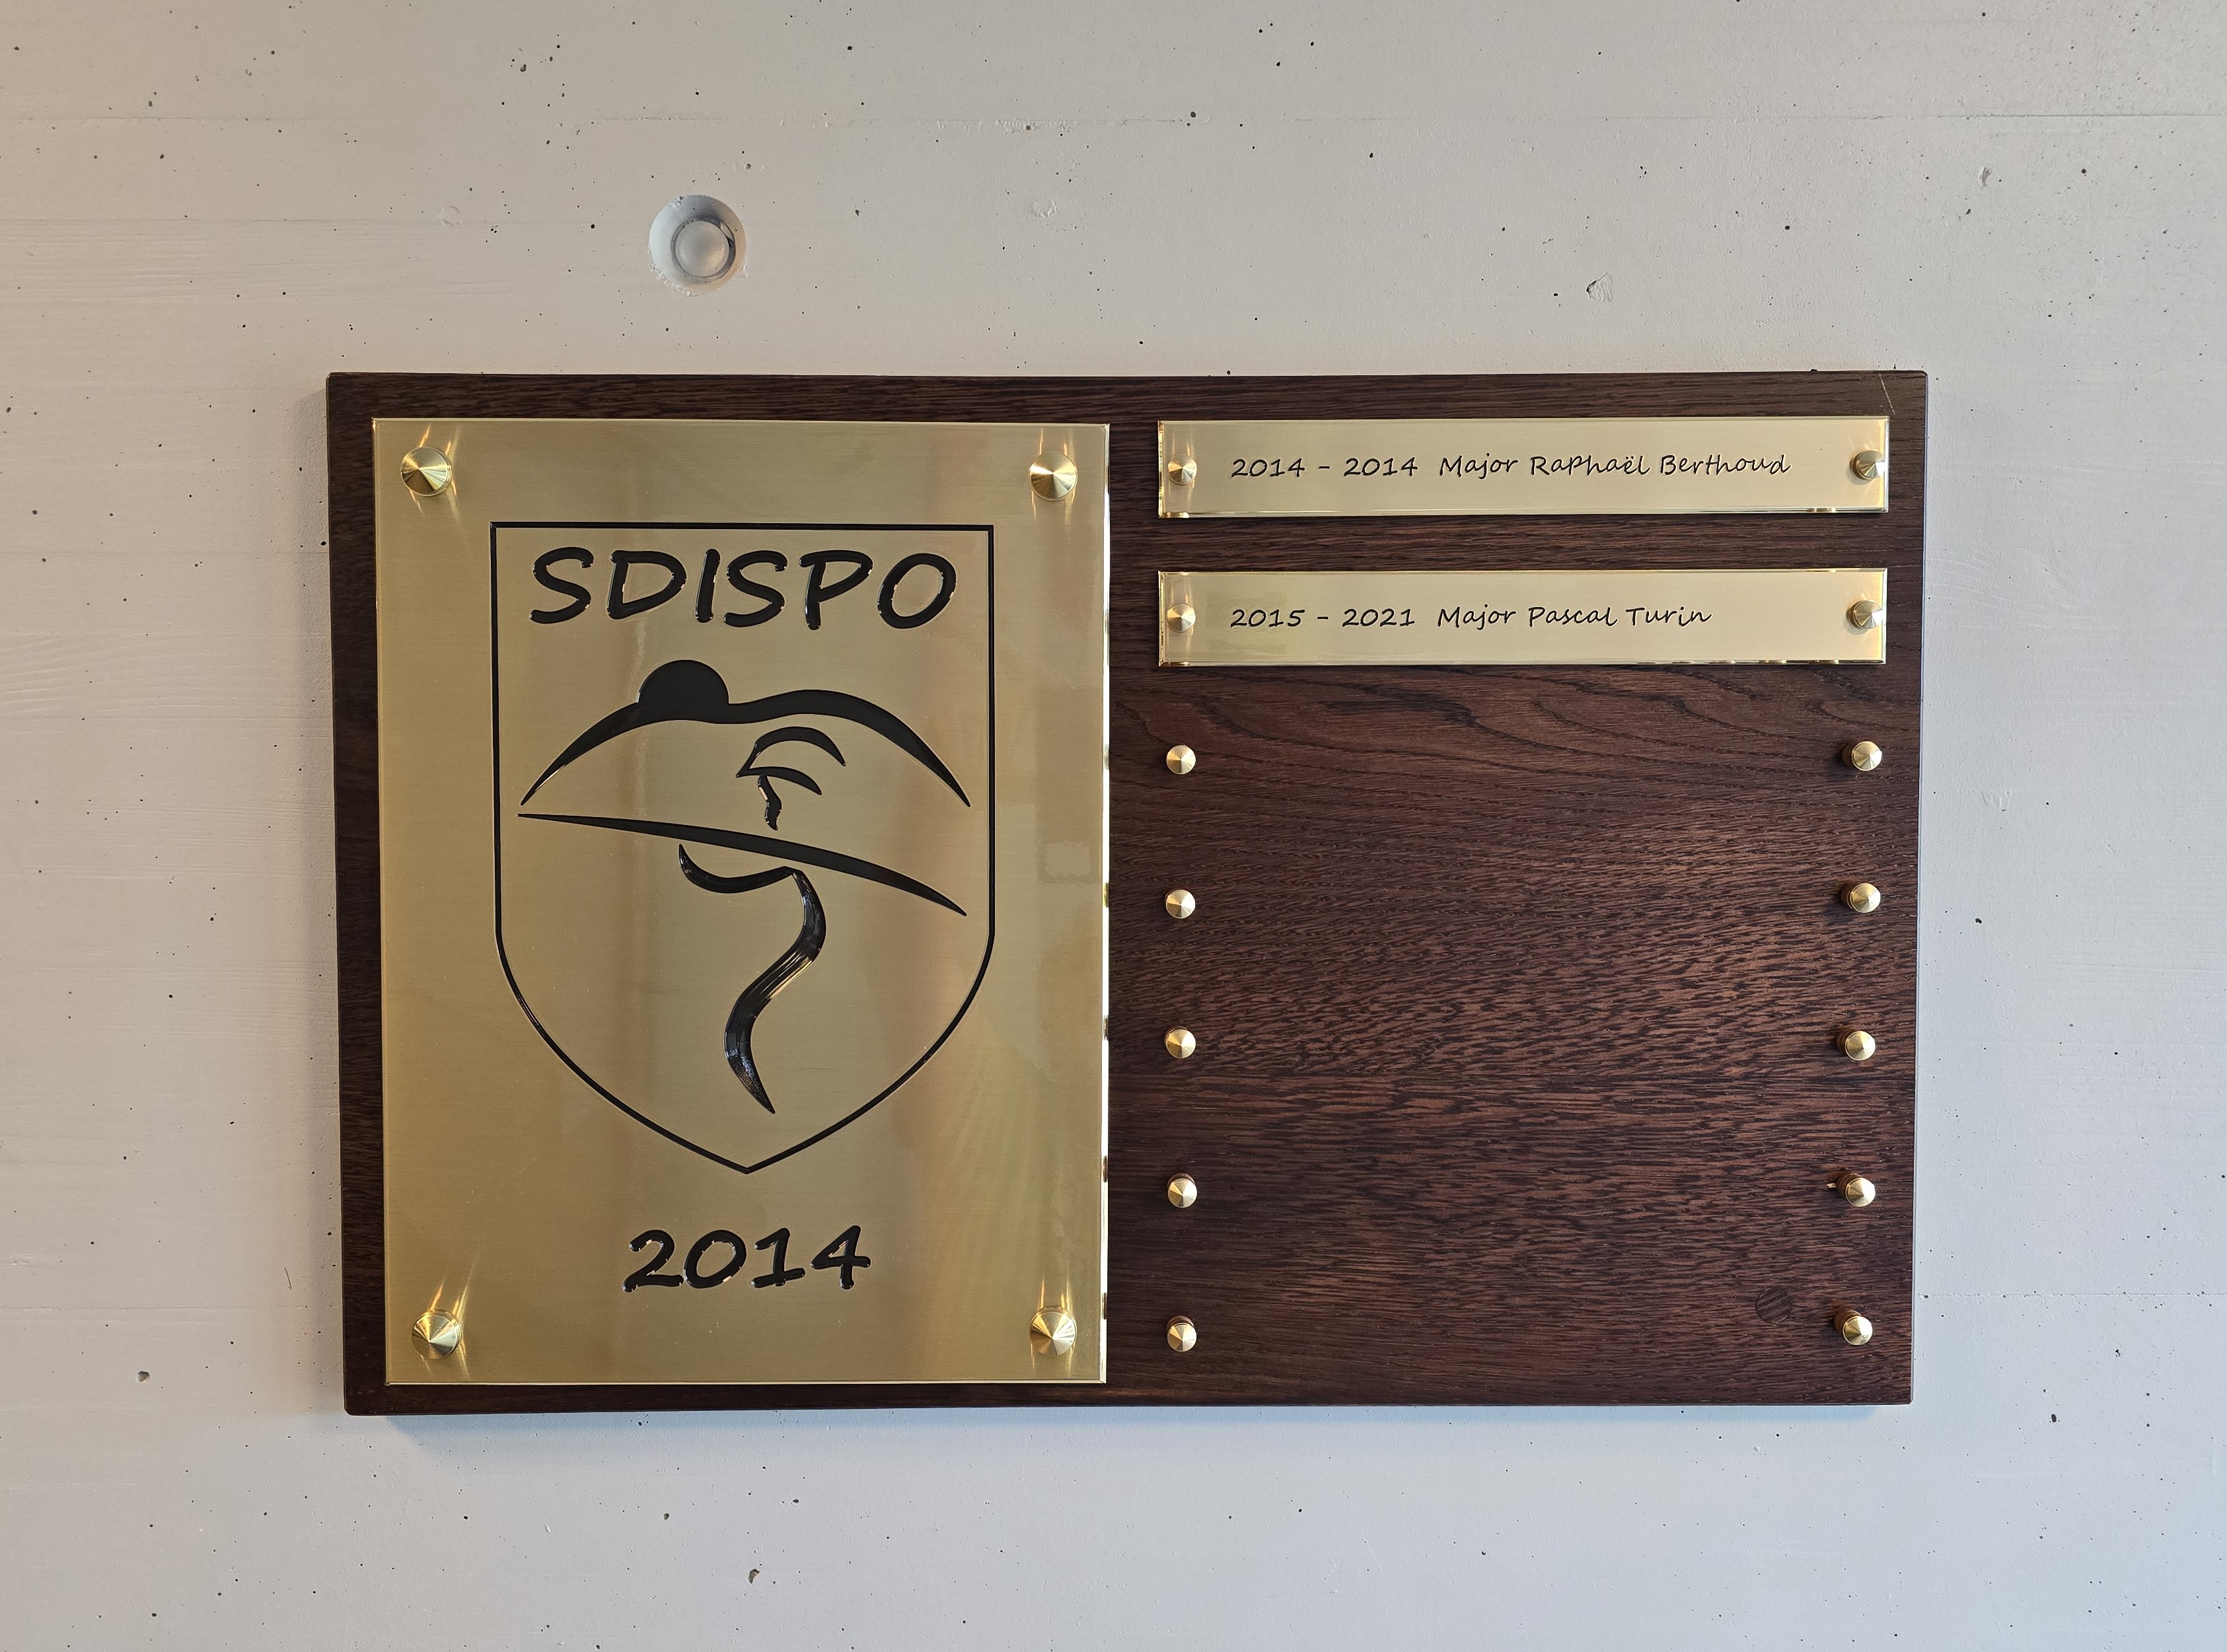 SDISPO
2014
2014 - 2014 Major Raphaël Berthoud
2015 - 2021 Major Pascal Turin